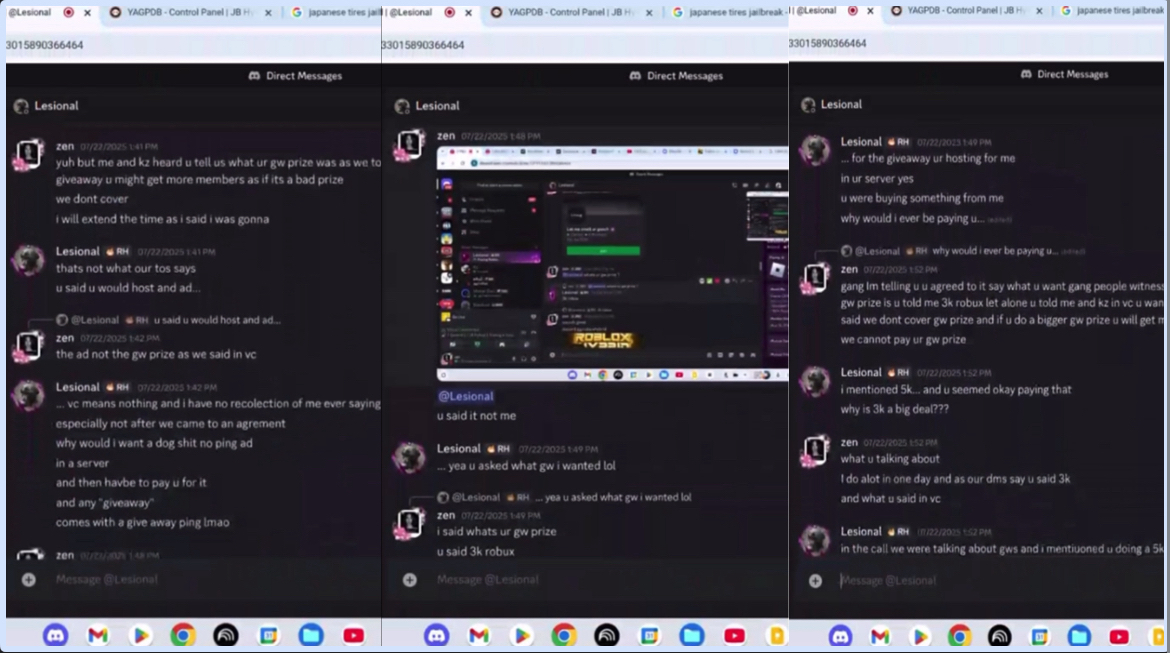 @Lesional
YAGPDB - Control Panel | JB H
japanese tires jail
3015890366464
Direct Messages
Lesional
zen 07/22/2025 1:41 PM
yuh but me and kz heard u tell us what ur gw prize was as we to
giveaway u might get more members as if its a bad prize
we dont cover
i will extend the time as i said i was gonna
Lesional RH 07/22/2025 1:41 PM
thats not what our tos says
u said u would host and ad...
@Lesional RH u said u would host and ad...
zen 07/22/2025 1:42 PM
the ad not the gw prize as we said in vc
Lesional RH 07/22/2025 1:42 PM
... vc means nothing and i have no recolection of me ever saying
especially not after we came to an agrement
why would i want a dog shit no ping ad
in a server
and then havbe to pay u for it
and any "giveaway"
comes with a give away ping lmao
zen 07/22/2025 1:48 PM
Message @Lesional
| @Lesional
YAGPDB - Control Panel | JB H
japanese tires jailbreak
33015890366464
Direct Messages
Lesional
zen 07/22/2025 1:48 PM
ROBLOX
@Lesional
u said it not me
Lesional RH 07/22/2025 1:49 PM
... yea u asked what gw i wanted lol
@Lesional RH ... yea u asked what gw i wanted lol
zen 07/22/2025 1:49 PM
i said whats ur gw prize
u said 3k robux
Message @Lesional
| @Lesional
YAGPDB - Control Panel | JB H
japanese tires jailbreak
33015890366464
Direct Messages
Lesional
Lesional RH 07/22/2025 1:49 PM
... for the giveaway ur hosting for me
in ur server yes
u were buying something from me
why would i ever be paying u... (edited)
@Lesional RH why would i ever be paying u... (edited)
zen 07/22/2025 1:52 PM
gang Im telling u u agreed to it say what u want gang people witness
gw prize is u told me 3k robux let alone u told me and kz in vc u wan
said we dont cover gw prize and if u do a bigger gw prize u will get m
we cannot pay ur gw prize
Lesional RH 07/22/2025 1:52 PM
i mentioned 5k... and u seemed okay paying that
why is 3k a big deal???
zen 07/22/2025 1:52 PM
what u talking about
I do alot in one day and as our dms say u said 3k
and what u said in vc
Lesional RH 07/22/2025 1:52 PM
in the call we were talking about gws and i mentiuoned u doing a 5k
Message @Lesional